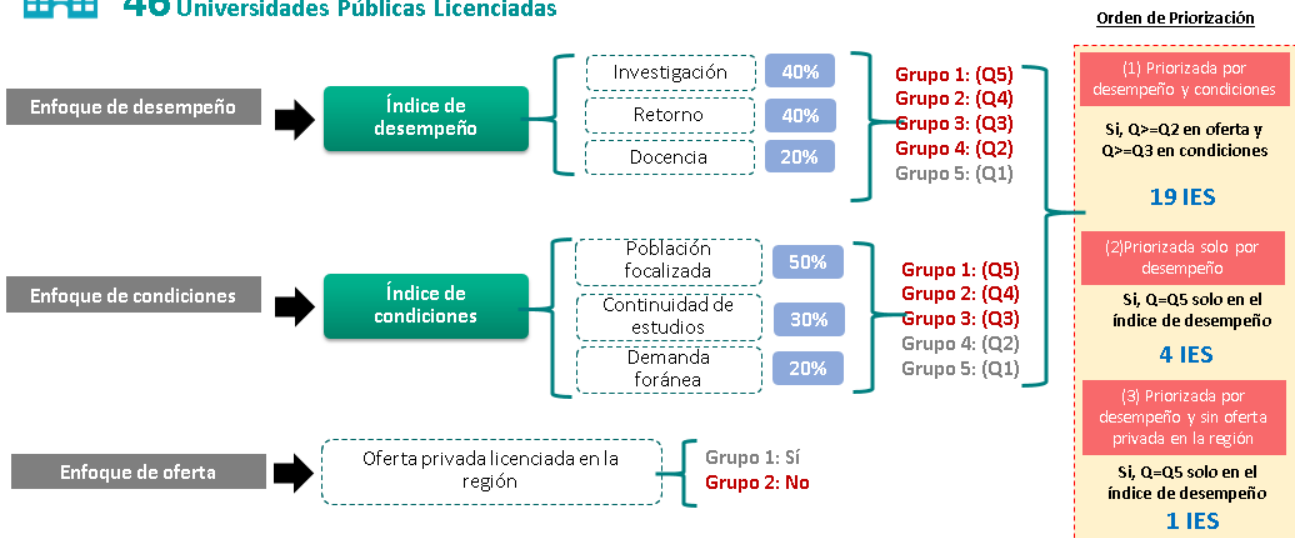 46 Universidades Públicas Licenciadas
Orden de Priorización
Enfoque de desempeño
Índice de
desempeño
Investigación
40%
Retorno
40%
Docencia
20%
Grupo 1: (Q5)
Grupo 2: (Q4)
Grupo 3: (Q3)
Grupo 4: (Q2)
Grupo 5: (Q1)
Enfoque de condiciones
Índice de
condiciones
Población
focalizada
50%
Continuidad de
estudios
30%
Demanda
foránea
20%
Grupo 1: (Q5)
Grupo 2: (Q4)
Grupo 3: (Q3)
Grupo 4: (Q2)
Grupo 5: (Q1)
Enfoque de oferta
Oferta privada licenciada en la
región
Grupo 1: Sí
Grupo 2: No
(1) Priorizada por
desempeño y condiciones
Si, Q>=Q2 en oferta y
Q>=Q3 en condiciones
19 IES
(2)Priorizada solo por
desempeño
Si, Q=Q5 solo en el
índice de desempeño
4 IES
(3) Priorizada por
desempeño y sin oferta
privada en la región
Si, Q=Q5 solo en el
índice de desempeño
1 IES